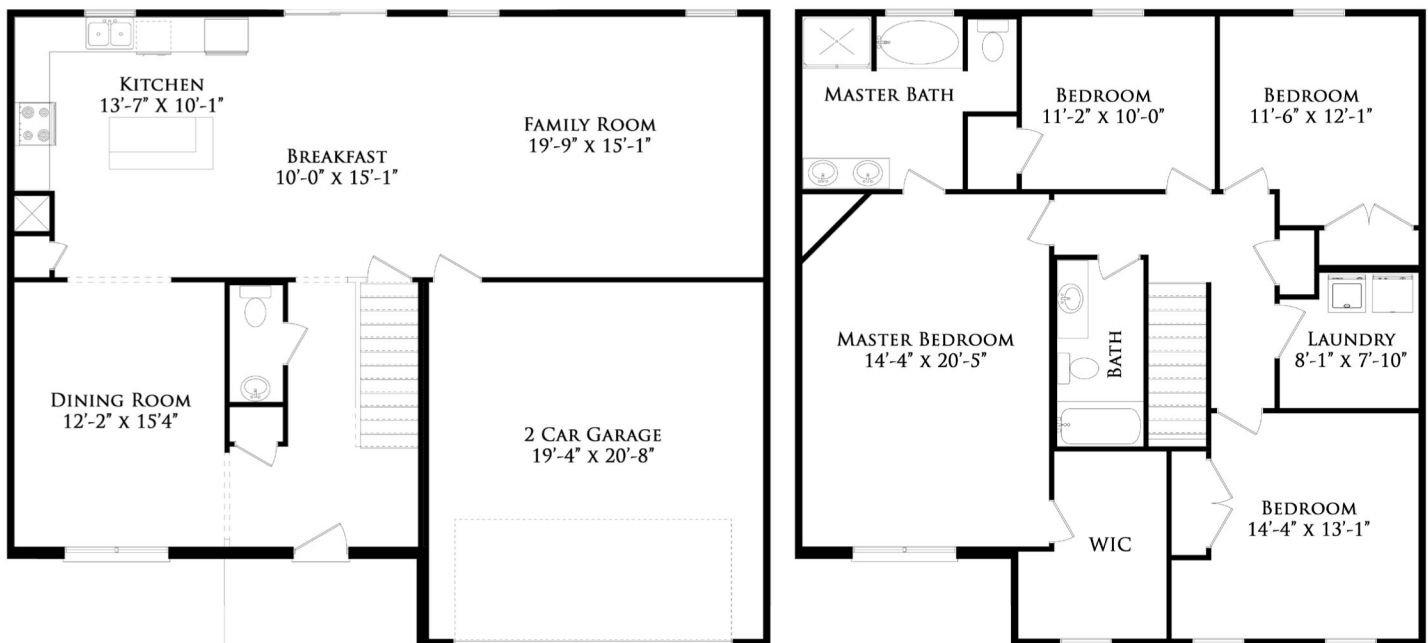 KITCHEN
13'-7" X 10'-1"
BREAKFAST
10'-0" X 15'-1"
FAMILY ROOM
19'-9" X 15'-1"
DINING ROOM
12'-2" X 15'4"
2 CAR GARAGE
19'-4" X 20'-8"
MASTER BATH
BEDROOM
11'-2" X 10'-0"
BEDROOM
11'-6" X 12'-1"
MASTER BEDROOM
14'-4" X 20'-5"
BATH
LAUNDRY
8'-1" X 7'-10"
WIC
BEDROOM
14'-4" X 13'-1"